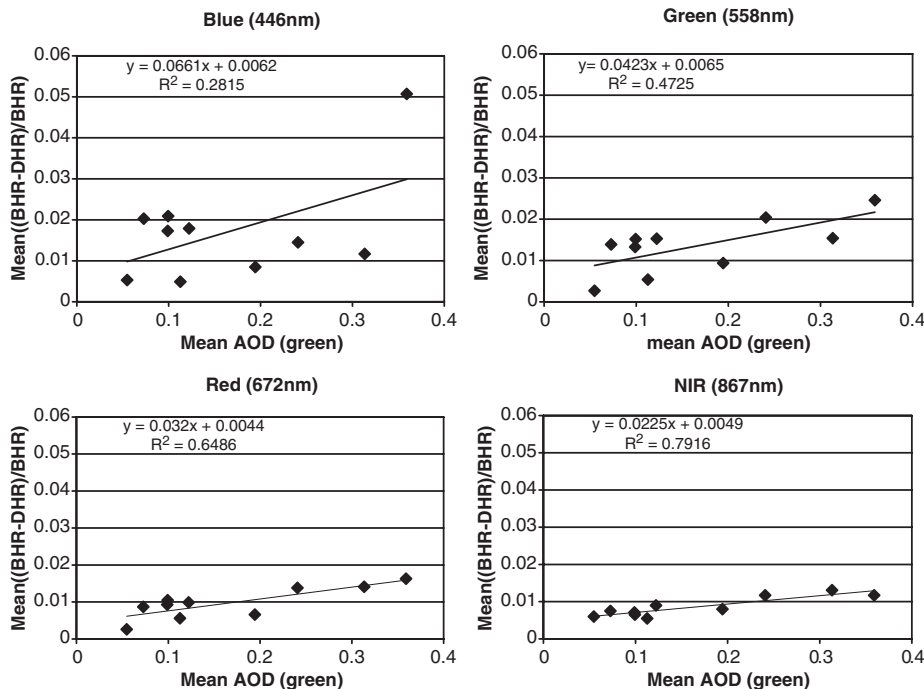 Blue (446nm)
0.06
0.05
0.04
0.03
0.02
0.01
0
y = 0.0661x + 0.0062
R² = 0.2815
Mean((BHR-DHR)/BHR)
0 0.1 0.2 0.3 0.4
Mean AOD (green)
Green (558nm)
0.06
0.05
0.04
0.03
0.02
0.01
0
y= 0.0423x + 0.0065
R² = 0.4725
Mean((BHR-DHR)/BHR)
0 0.1 0.2 0.3 0.4
mean AOD (green)
Red (672nm)
0.06
0.05
0.04
0.03
0.02
0.01
0
y = 0.032x + 0.0044
R² = 0.6486
Mean((BHR-DHR)/BHR)
0 0.1 0.2 0.3 0.4
Mean AOD (green)
NIR (867nm)
0.06
0.05
0.04
0.03
0.02
0.01
0
y = 0.0225x + 0.0049
R² = 0.7916
Mean((BHR-DHR)/BHR)
0 0.1 0.2 0.3 0.4
Mean AOD (green)